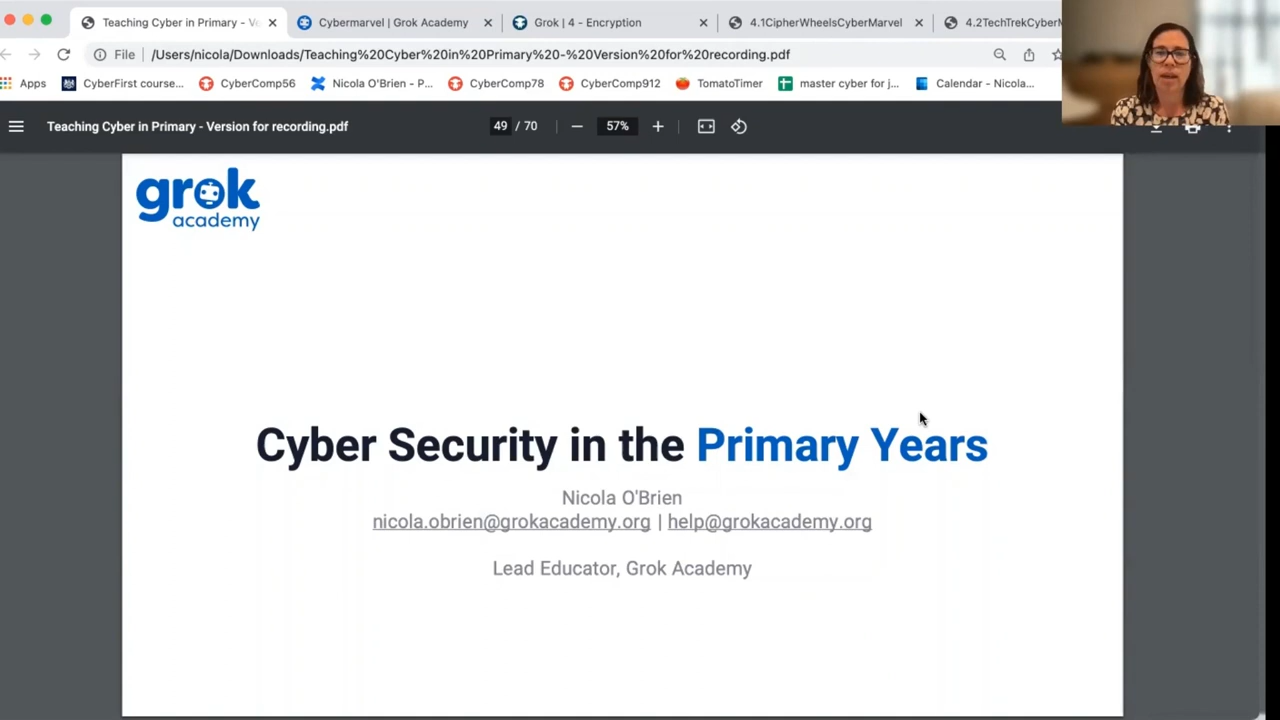 Teaching Cyber in Primary - Ve
Cybermarvel | Grok Academy
Grok | 4 - Encryption
4.1CipherWheelsCyberMarvel
4.2TechTrekCyberM
File
/Users/nicola/Downloads/Teaching%20Cyber%20in%20Primary%20-%20Version%20for%20recording.pdf
Apps
CyberFirst course...
CyberComp56
Nicola O'Brien - P...
CyberComp78
CyberComp912
TomatoTimer
master cyber for j...
Calendar - Nicola...
Teaching Cyber in Primary - Version for recording.pdf
49 / 70
57%
grok
academy
Cyber Security in the Primary Years
Nicola O'Brien
nicola.obrien@grokacademy.org | help@grokacademy.org
Lead Educator, Grok Academy